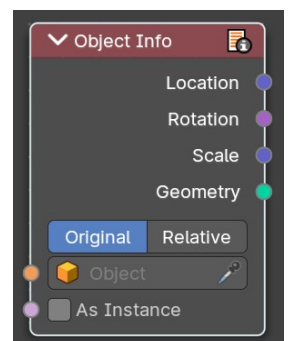 Object Info
Location
Rotation
Scale
Geometry
Original Relative
Object
As Instance